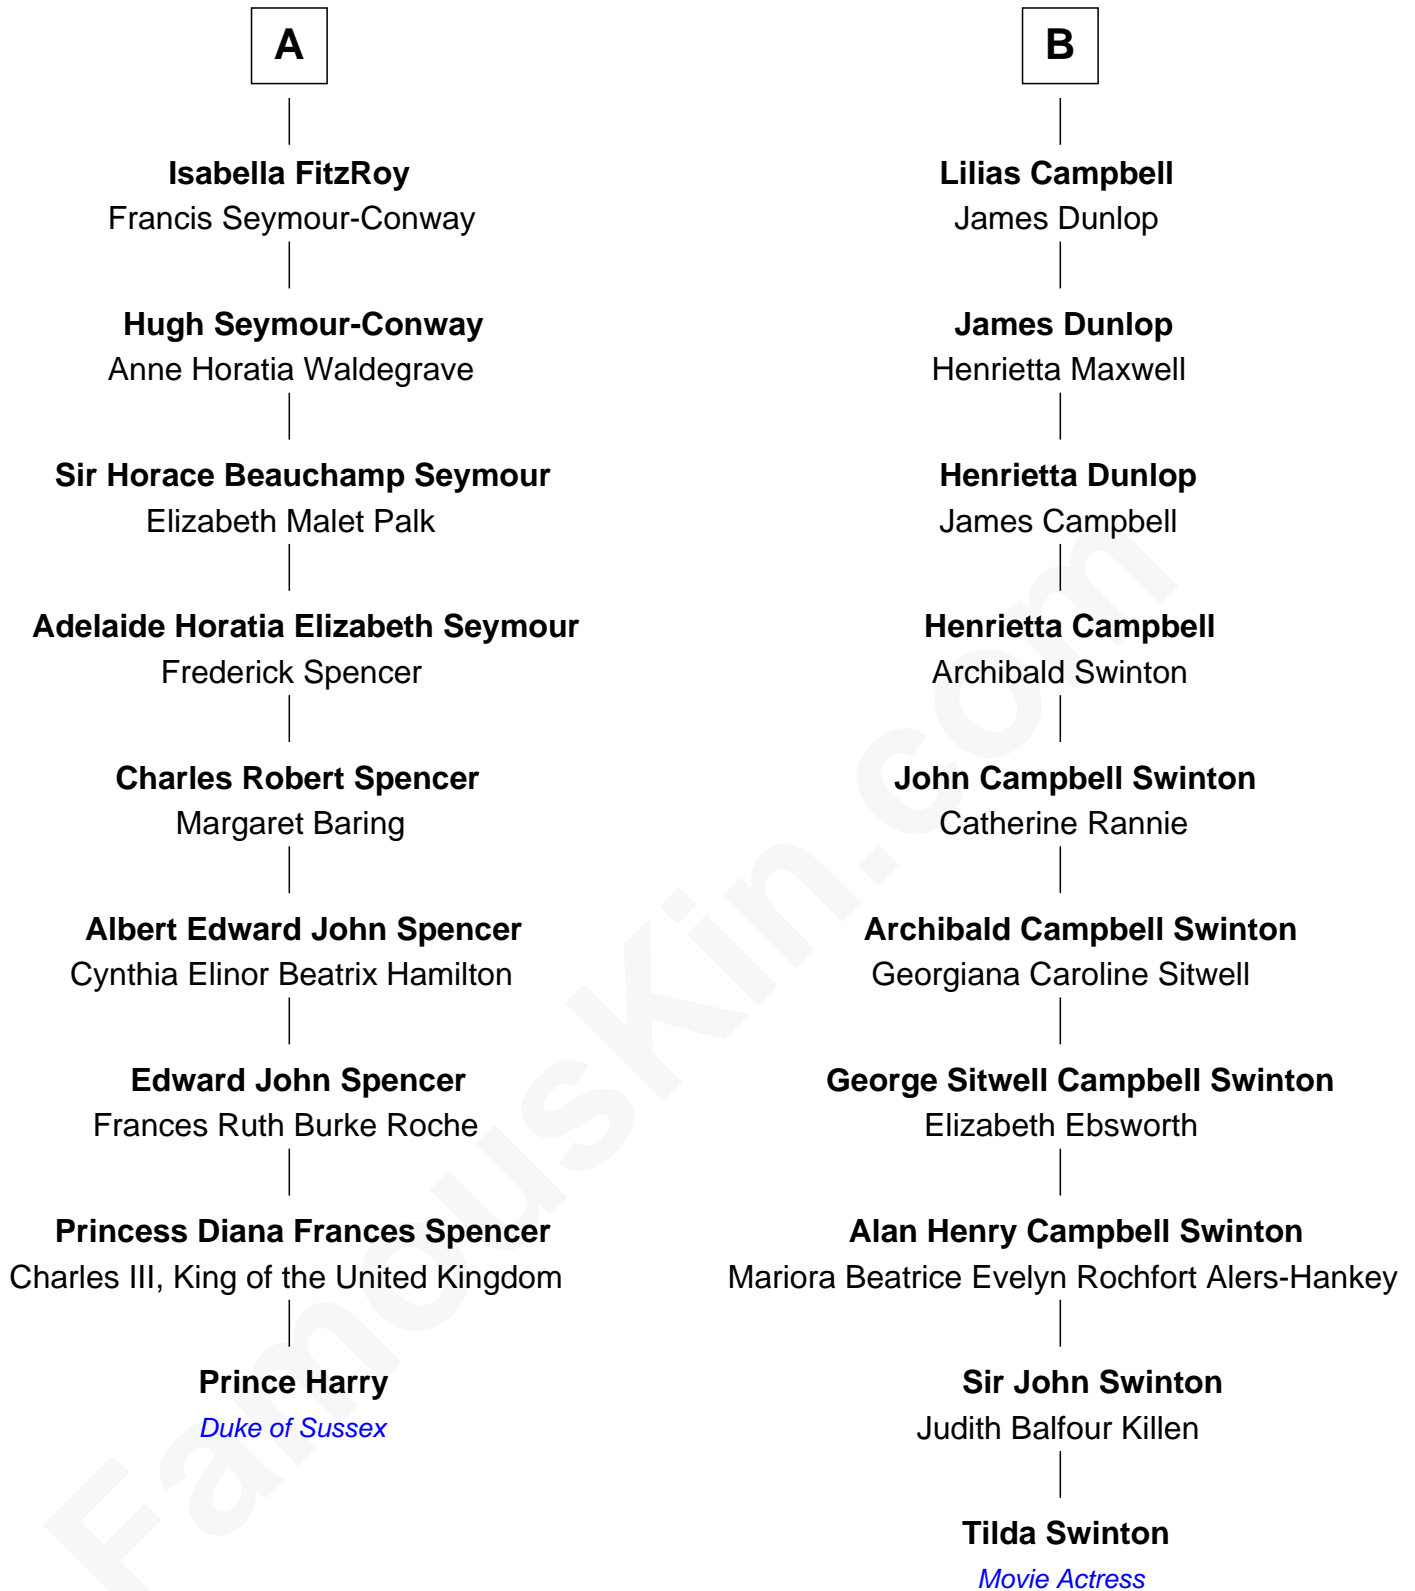 A
Isabella FitzRoy
Francis Seymour-Conway
Hugh Seymour-Conway
Anne Horatia Waldegrave
Sir Horace Beauchamp Seymour
Elizabeth Malet Palk
Adelaide Horatia Elizabeth Seymour
Frederick Spencer
Charles Robert Spencer
Margaret Baring
Albert Edward John Spencer
Cynthia Elinor Beatrix Hamilton
Edward John Spencer
Frances Ruth Burke Roche
Princess Diana Frances Spencer
Charles III, King of the United Kingdom
Prince Harry
Duke of Sussex
B
Lilias Campbell
James Dunlop
James Dunlop
Henrietta Maxwell
Henrietta Dunlop
James Campbell
Henrietta Campbell
Archibald Swinton
John Campbell Swinton
Catherine Rannie
Archibald Campbell Swinton
Georgiana Caroline Sitwell
George Sitwell Campbell Swinton
Elizabeth Ebsworth
Alan Henry Campbell Swinton
Mariora Beatrice Evelyn Rochfort Alers-Hankey
Sir John Swinton
Judith Balfour Killen
Tilda Swinton
Movie Actress
FamousKin.com